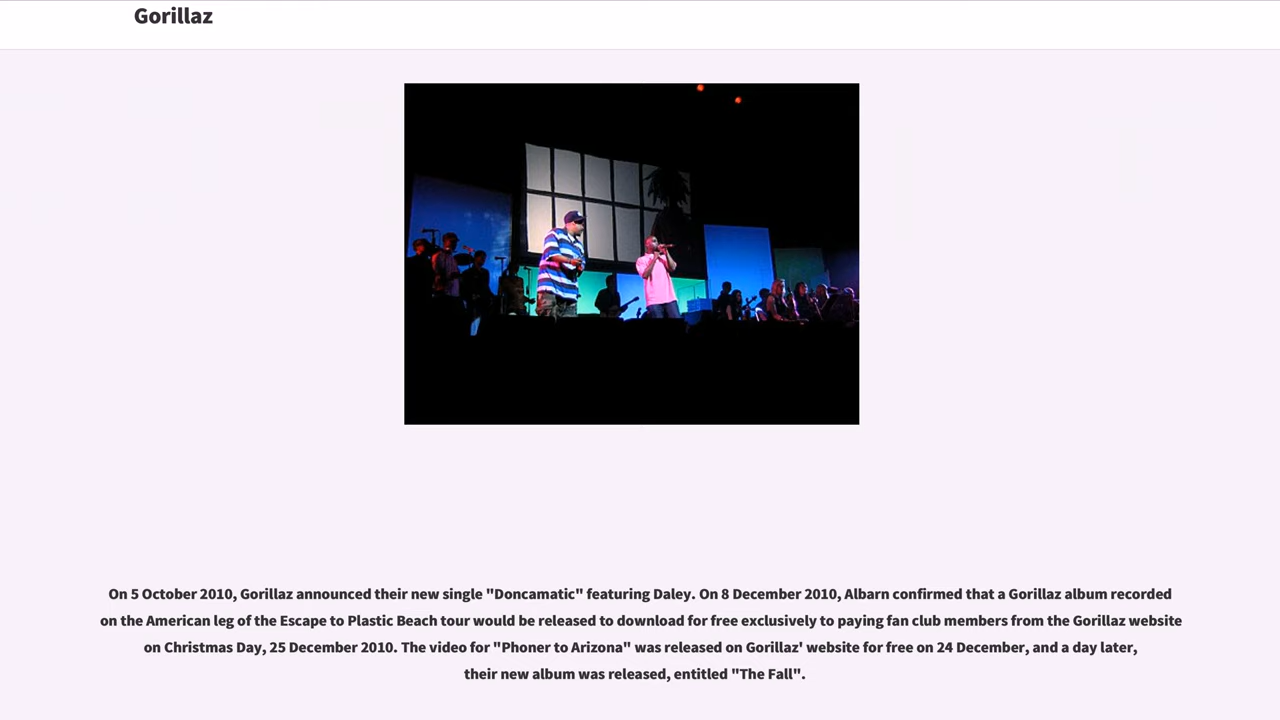 Gorillaz
On 5 October 2010, Gorillaz announced their new single "Doncamatic" featuring Daley. On 8 December 2010, Albarn confirmed that a Gorillaz album recorded
on the American leg of the Escape to Plastic Beach tour would be released to download for free exclusively to paying fan club members from the Gorillaz website
on Christmas Day, 25 December 2010. The video for "Phoner to Arizona" was released on Gorillaz' website for free on 24 December, and a day later,
their new album was released, entitled "The Fall".